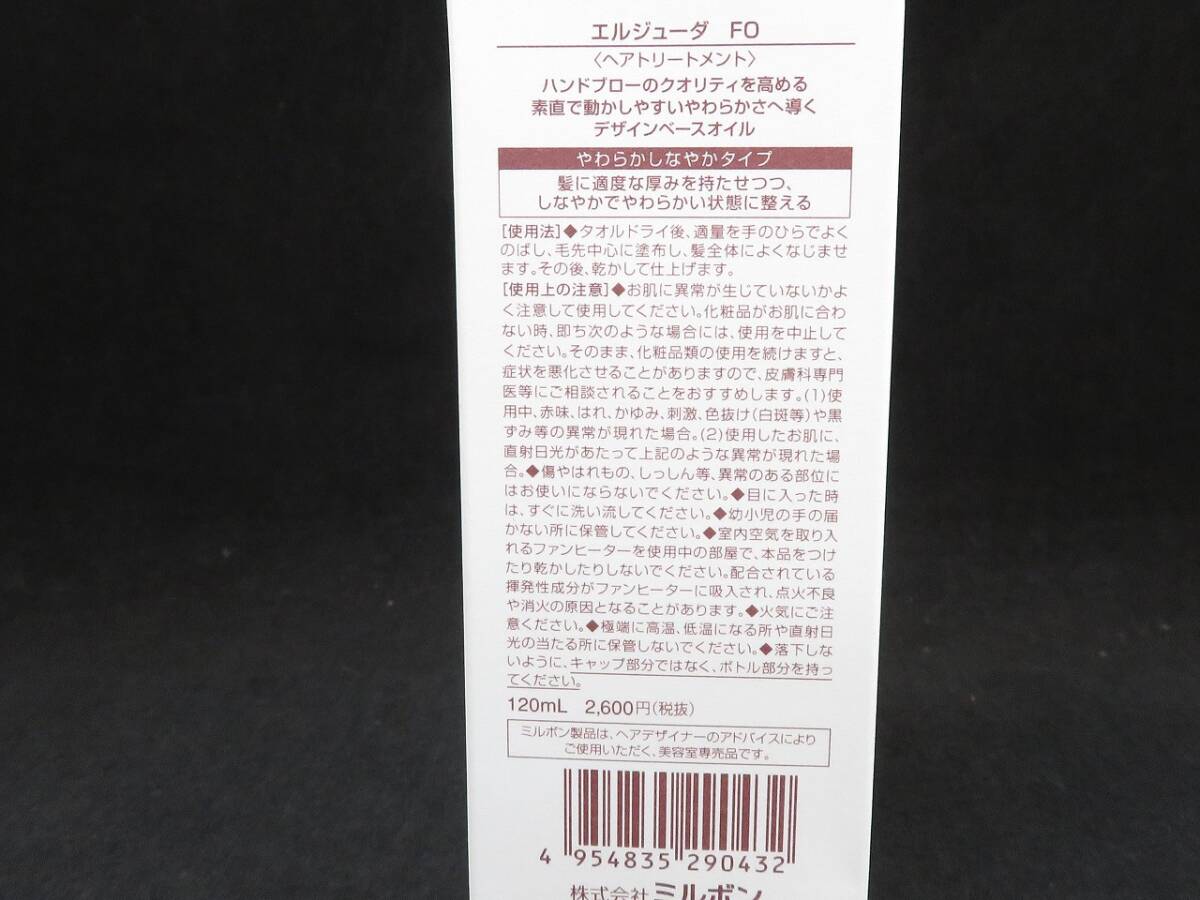 エルジューダ FO
〈ヘアトリートメント〉
ハンドブローのクオリティを高める
素直で動かしやすいやわらかさへ導く
デザインベースオイル
やわらかしなやかタイプ
髪に適度な厚みを持たせつつ、
しなやかでやわらかい状態に整える
[使用法]◆タオルドライ後、適量を手のひらでよく
のばし、毛先中心に塗布し、髪全体によくなじませ
ます。その後、乾かして仕上げます。
[使用上の注意]◆お肌に異常が生じていないかよ
く注意して使用してください。化粧品がお肌に合わ
ない時、即ち次のような場合には、使用を中止して
ください。そのまま、化粧品類の使用を続けますと、
症状を悪化させることがありますので、皮膚科専門
医等にご相談されることをおすすめします。(1)使
用中、赤味、はれ、かゆみ、刺激、色抜け(白斑等)や黒
ずみ等の異常が現れた場合。(2)使用したお肌に、
直射日光があたって上記のような異常が現れた場
合。◆傷やはれもの、しっしん等、異常のある部位に
はお使いにならないでください。◆目に入った時
は、すぐに洗い流してください。◆幼小児の手の届
かない所に保管してください。◆室内空気を取り入
れるファンヒーターを使用中の部屋で、本品をつけ
たり乾かしたりしないでください。配合されている
揮発性成分がファンヒーターに吸入され、点火不良
や消火の原因となることがあります。◆火気にご注
意ください。◆極端に高温、低温になる所や直射日
光の当たる所に保管しないでください。◆落下しな
いように、キャップ部分ではなく、ボトル部分を持っ
てください。
120mL 2,600円(税抜)
ミルボン製品は、ヘアデザイナーのアドバイスにより
ご使用いただく、美容室専売品です。
4 954835 290432
株式会社 ミルボン